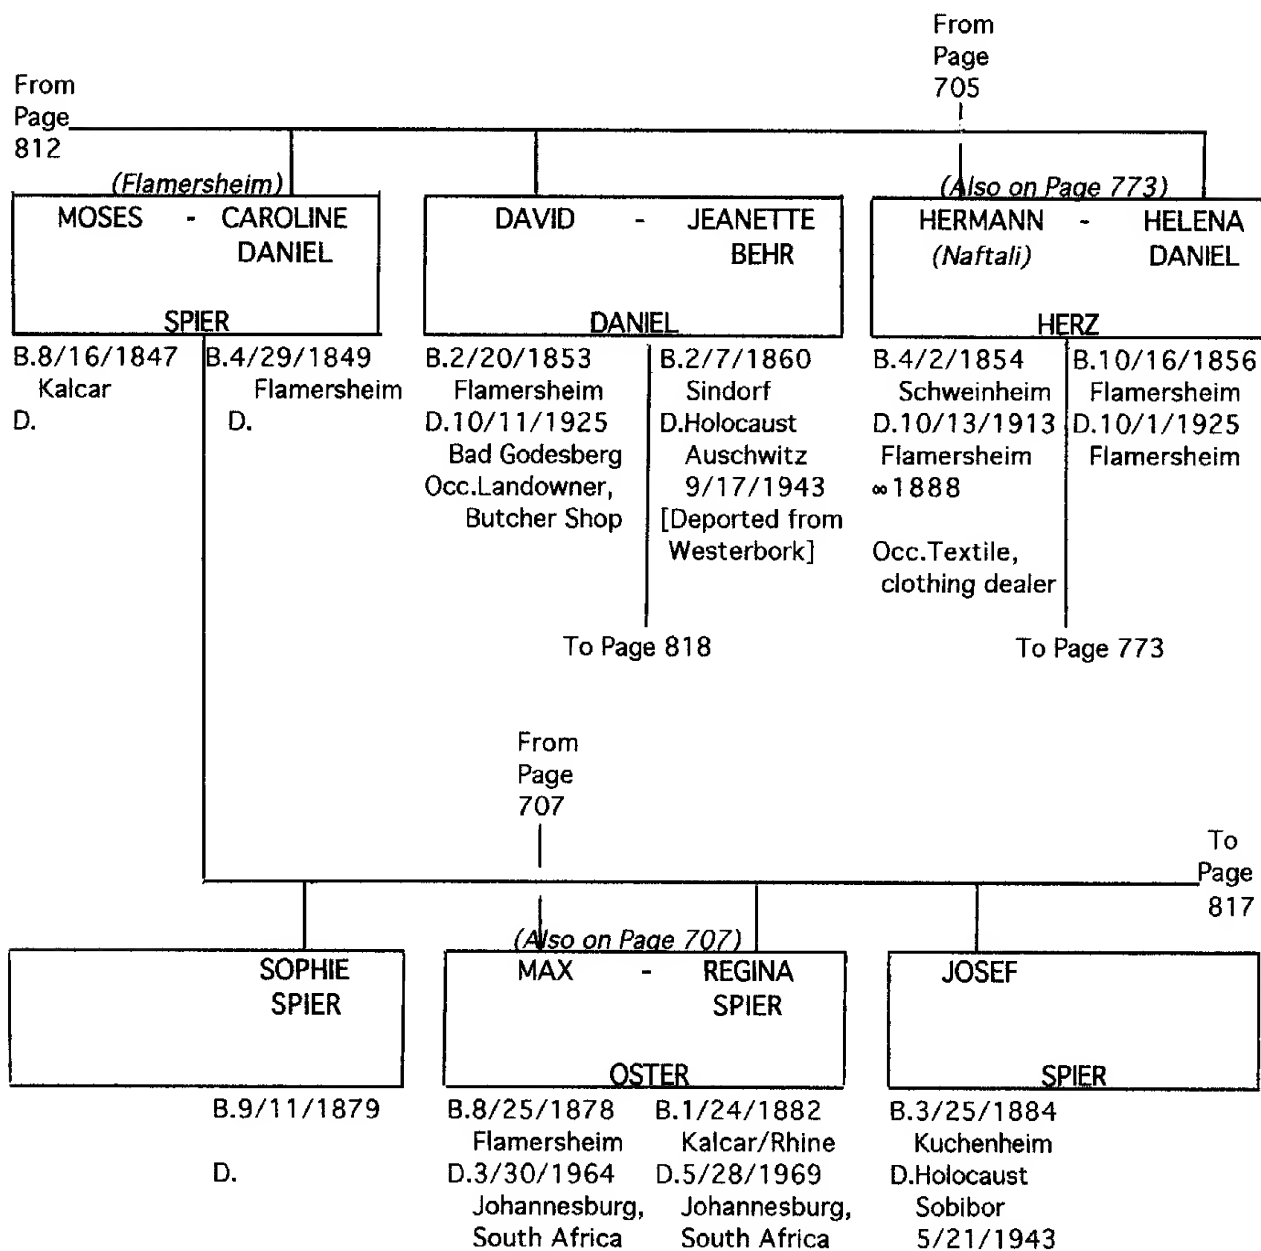 From
Page
705
From
Page
812
(Flamersheim)
MOSES - CAROLINE
DANIEL
SPIER
B.8/16/1847 B.4/29/1849
Kalcar Flamersheim
D. D.
DAVID - JEANETTE
BEHR
DANIEL
B.2/20/1853 B.2/7/1860
Flamersheim Sindorf
D.10/11/1925 D.Holocaust
Bad Godesberg Auschwitz
Occ.Landowner, 9/17/1943
Butcher Shop [Deported from
Westerbork]
To Page 818
(Also on Page 773)
HERMANN - HELENA
(Naftali) DANIEL
HERZ
B.4/2/1854 B.10/16/1856
Schweinheim Flamersheim
D.10/13/1913 D.10/1/1925
Flamersheim Flamersheim
∞1888
Occ.Textile,
clothing dealer
To Page 773
From
Page
707
To
Page
817
SOPHIE
SPIER
B.9/11/1879
D.
(Also on Page 707)
MAX - REGINA
SPIER
OSTER
B.8/25/1878 B.1/24/1882
Flamersheim Kalcar/Rhine
D.3/30/1964 D.5/28/1969
Johannesburg, Johannesburg,
South Africa South Africa
JOSEF
SPIER
B.3/25/1884
Kuchenheim
D.Holocaust
Sobibor
5/21/1943